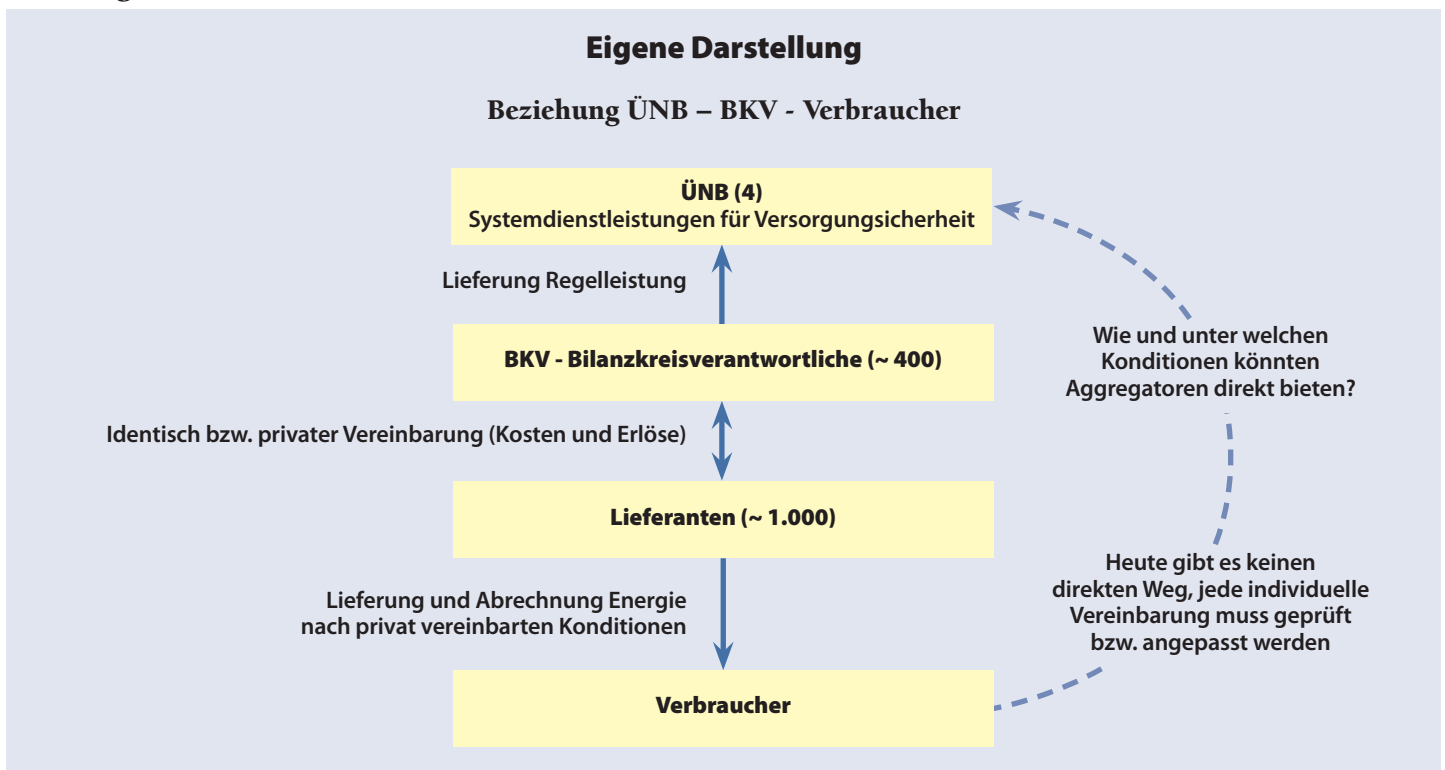 Eigene Darstellung
Beziehung ÜNB – BKV - Verbraucher
ÜNB (4)
Systemdienstleistungen für Versorgungsicherheit
Lieferung Regelleistung
BKV - Bilanzkreisverantwortliche (~ 400)
Wie und unter welchen
Konditionen könnten
Aggregatoren direkt bieten?
Identisch bzw. privater Vereinbarung (Kosten und Erlöse)
Lieferanten (~ 1.000)
Lieferung und Abrechnung Energie
nach privat vereinbarten Konditionen
Heute gibt es keinen
direkten Weg, jede individuelle
Vereinbarung muss geprüft
bzw. angepasst werden
Verbraucher